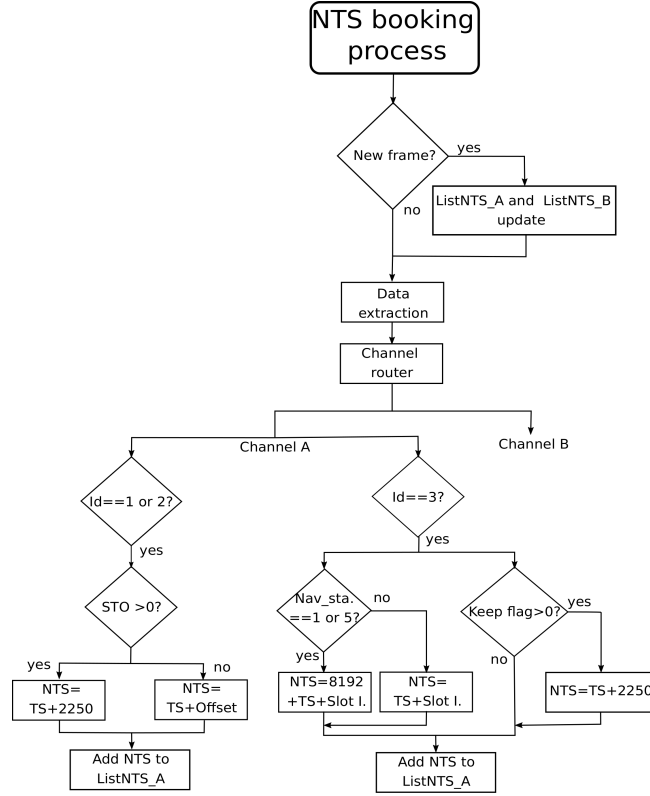 NTS booking
process
New frame?
yes
no
ListNTS_A and ListNTS_B
update
Data
extraction
Channel
router
Channel A
Channel B
Id==1 or 2?
yes
STO >0?
yes
no
NTS=
TS+2250
NTS=
TS+Offset
Add NTS to
ListNTS_A
Id==3?
yes
Nav_sta.
==1 or 5?
no
yes
NTS=8192
+TS+Slot I.
NTS=
TS+Slot I.
Keep flag>0?
yes
no
NTS=TS+2250
Add NTS to
ListNTS_A